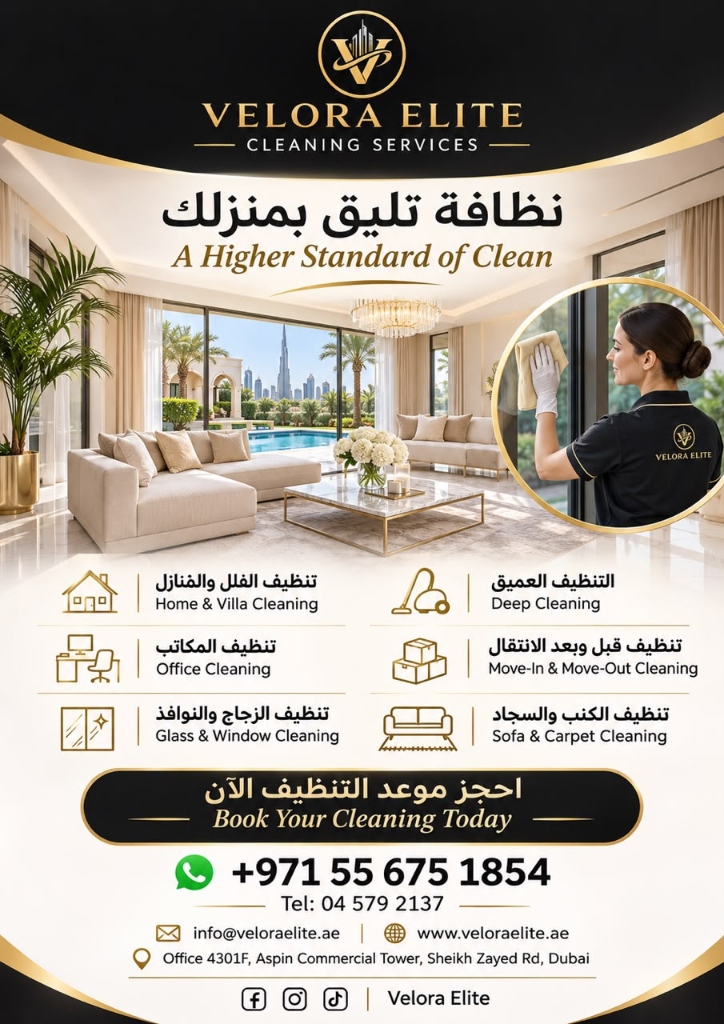 VELORA ELITE
CLEANING SERVICES
نظافة تليق بمنزلك
A Higher Standard of Clean
VELORA ELITE
تنظيف الفلل والمنازل
Home & Villa Cleaning
التنظيف العميق
Deep Cleaning
تنظيف المكاتب
Office Cleaning
تنظيف قبل وبعد الانتقال
Move-In & Move-Out Cleaning
تنظيف الزجاج والنوافذ
Glass & Window Cleaning
تنظيف الكنب والسجاد
Sofa & Carpet Cleaning
احجز موعد التنظيف الآن
Book Your Cleaning Today
+971 55 675 1854
Tel: 04 579 2137
info@veloraelite.ae | www.veloraelite.ae
Office 4301F, Aspin Commercial Tower, Sheikh Zayed Rd, Dubai
Velora Elite